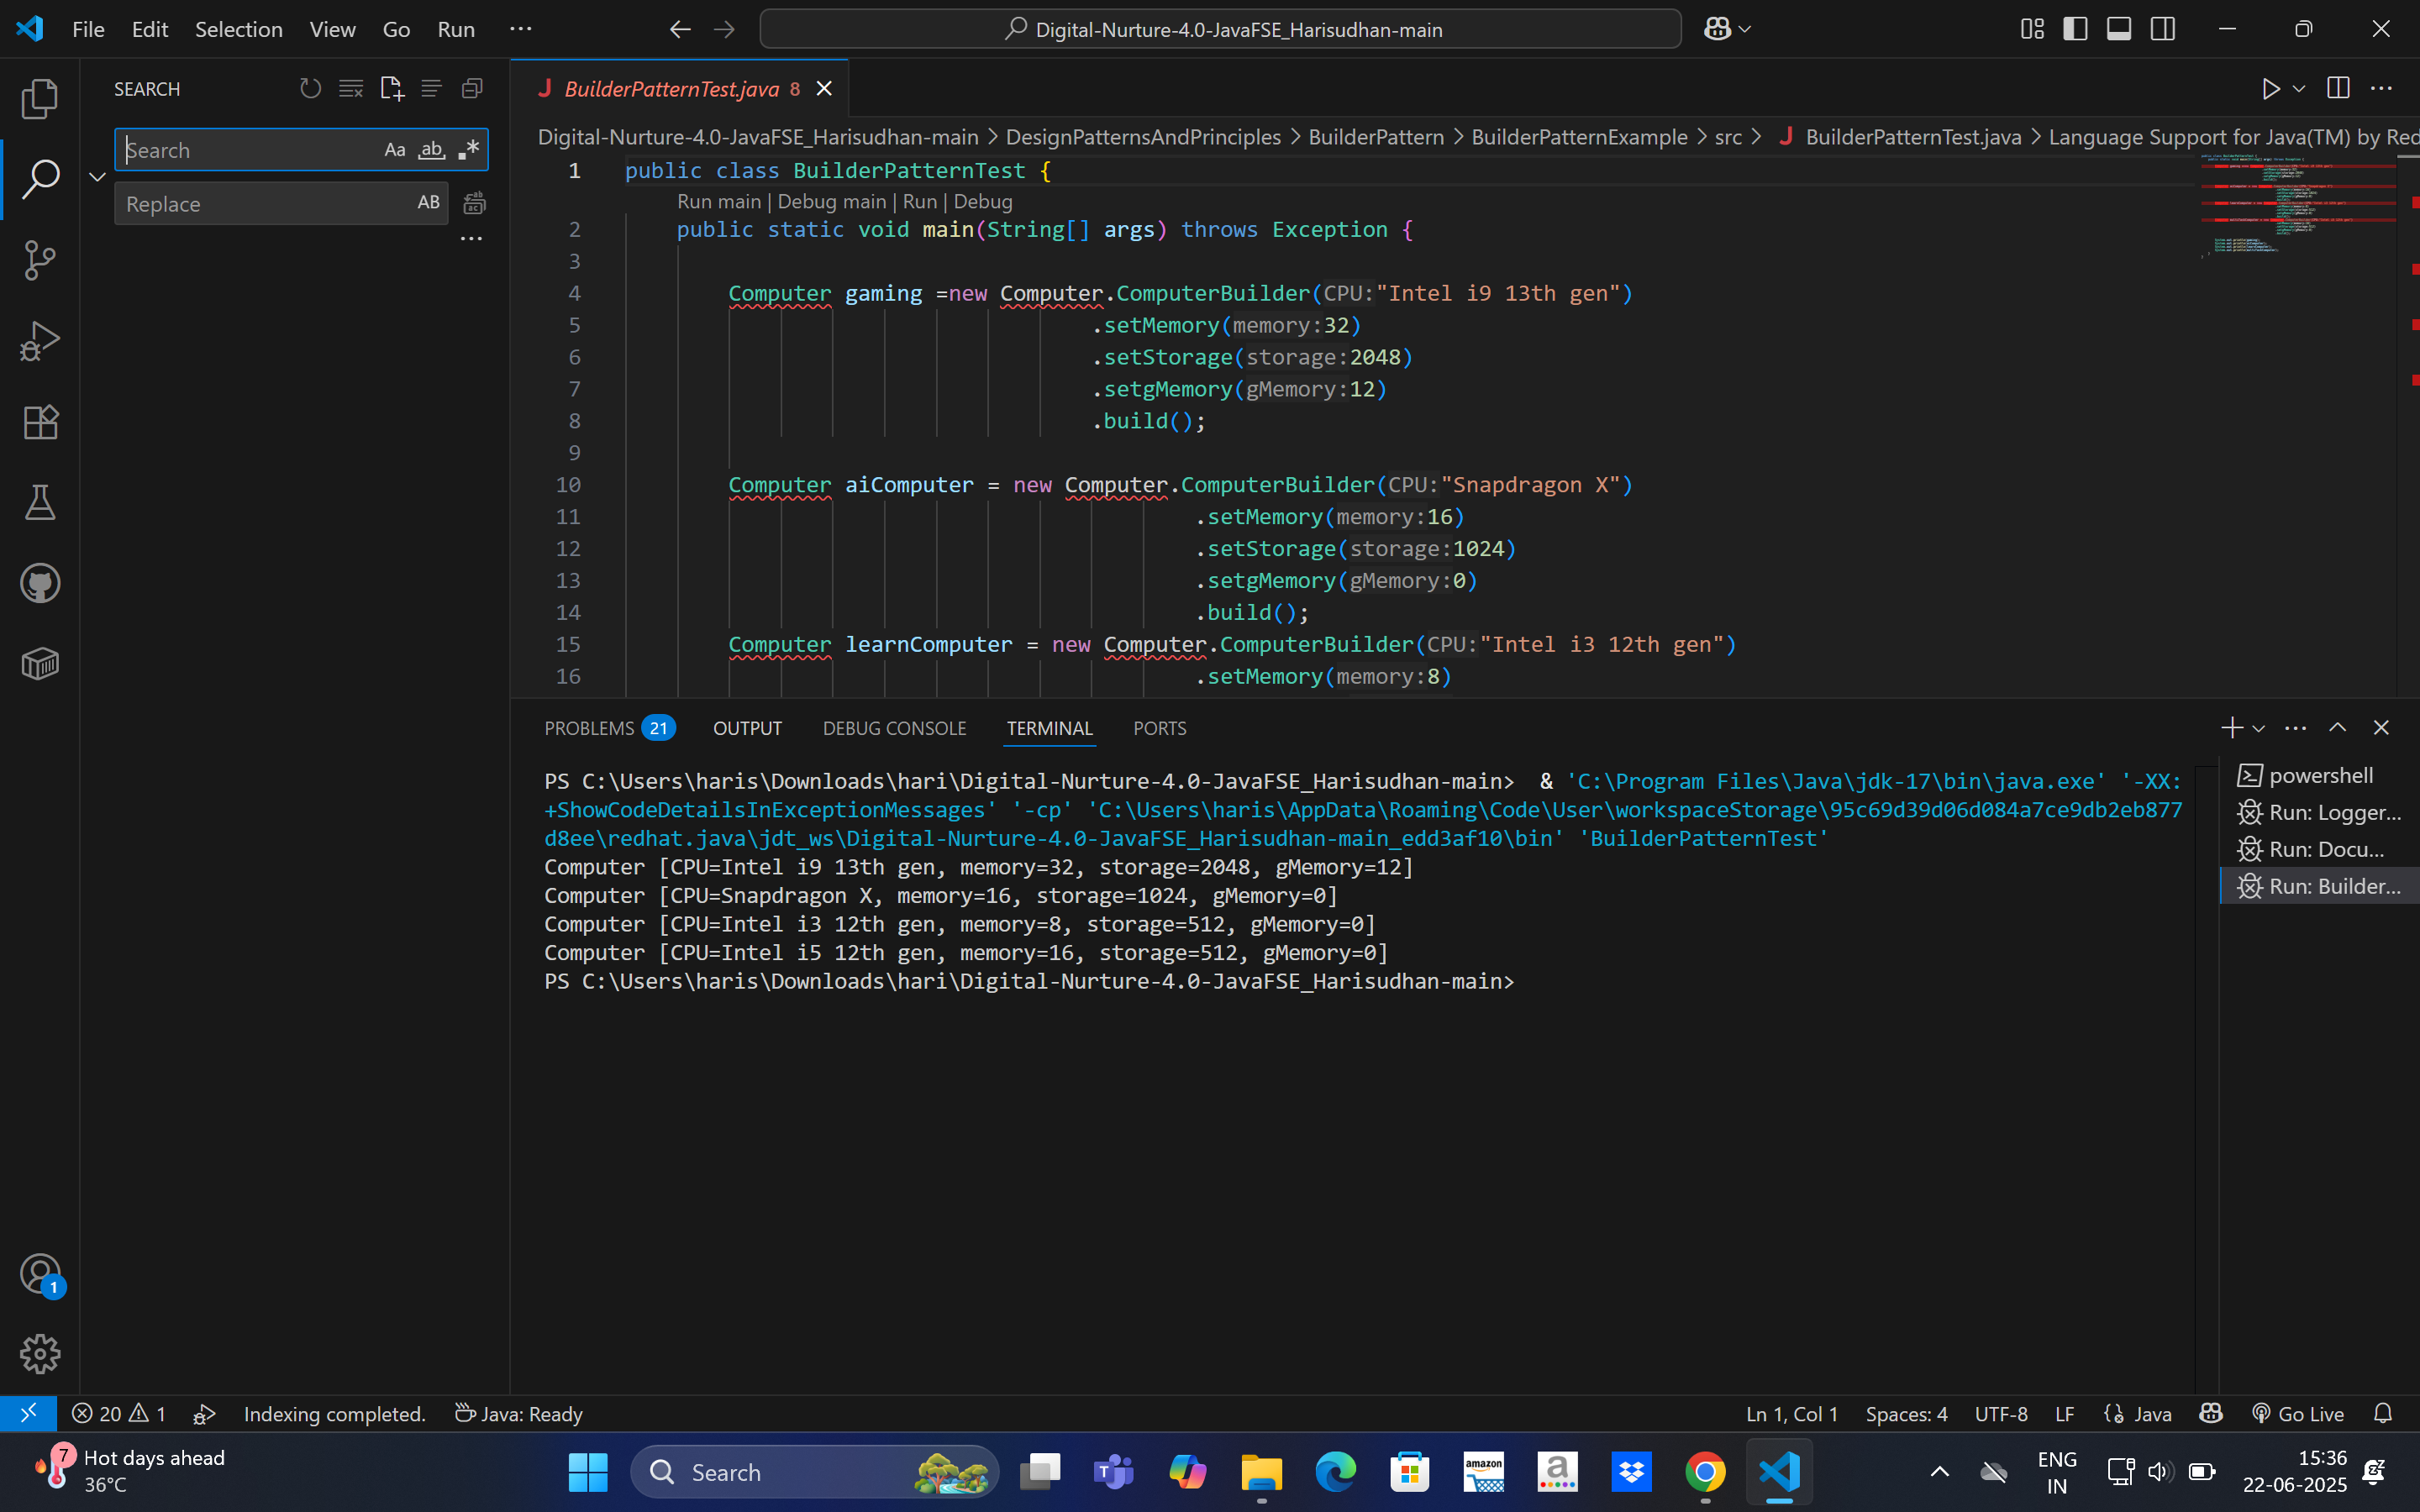 File Edit Selection View Go Run ···
Digital-Nurture-4.0-JavaFSE_Harisudhan-main
SEARCH
Search
Aa ab
Replace
AB
BuilderPatternTest.java 8
Digital-Nurture-4.0-JavaFSE_Harisudhan-main > DesignPatternsAndPrinciples > BuilderPattern > BuilderPatternExample > src > J BuilderPatternTest.java > Language Support for Java(TM) by Red
1 public class BuilderPatternTest {
Run main | Debug main | Run | Debug
2 public static void main(String[] args) throws Exception {
3
4 Computer gaming =new Computer.ComputerBuilder(CPU:"Intel i9 13th gen")
5 .setMemory(memory:32)
6 .setStorage(storage:2048)
7 .setgMemory(gMemory:12)
8 .build();
9
10 Computer aiComputer = new Computer.ComputerBuilder(CPU:"Snapdragon X")
11 .setMemory(memory:16)
12 .setStorage(storage:1024)
13 .setgMemory(gMemory:0)
14 .build();
15 Computer learnComputer = new Computer.ComputerBuilder(CPU:"Intel i3 12th gen")
16 .setMemory(memory:8)
PROBLEMS 21 OUTPUT DEBUG CONSOLE TERMINAL PORTS
PS C:\Users\haris\Downloads\hari\Digital-Nurture-4.0-JavaFSE_Harisudhan-main> & 'C:\Program Files\Java\jdk-17\bin\java.exe' '-XX:
+ShowCodeDetailsInExceptionMessages' '-cp' 'C:\Users\haris\AppData\Roaming\Code\User\workspaceStorage\95c69d39d06d084a7ce9db2eb877
d8ee\redhat.java\jdt_ws\Digital-Nurture-4.0-JavaFSE_Harisudhan-main_edd3af10\bin' 'BuilderPatternTest'
Computer [CPU=Intel i9 13th gen, memory=32, storage=2048, gMemory=12]
Computer [CPU=Snapdragon X, memory=16, storage=1024, gMemory=0]
Computer [CPU=Intel i3 12th gen, memory=8, storage=512, gMemory=0]
Computer [CPU=Intel i5 12th gen, memory=16, storage=512, gMemory=0]
PS C:\Users\haris\Downloads\hari\Digital-Nurture-4.0-JavaFSE_Harisudhan-main>
powershell
Run: Logger...
Run: Docu...
Run: Builder...
1
20 1 Indexing completed. Java: Ready
Ln 1, Col 1 Spaces: 4 UTF-8 LF Java Go Live
7
Hot days ahead
36°C
Search
amazon
a
ENG
IN
15:36
22-06-2025